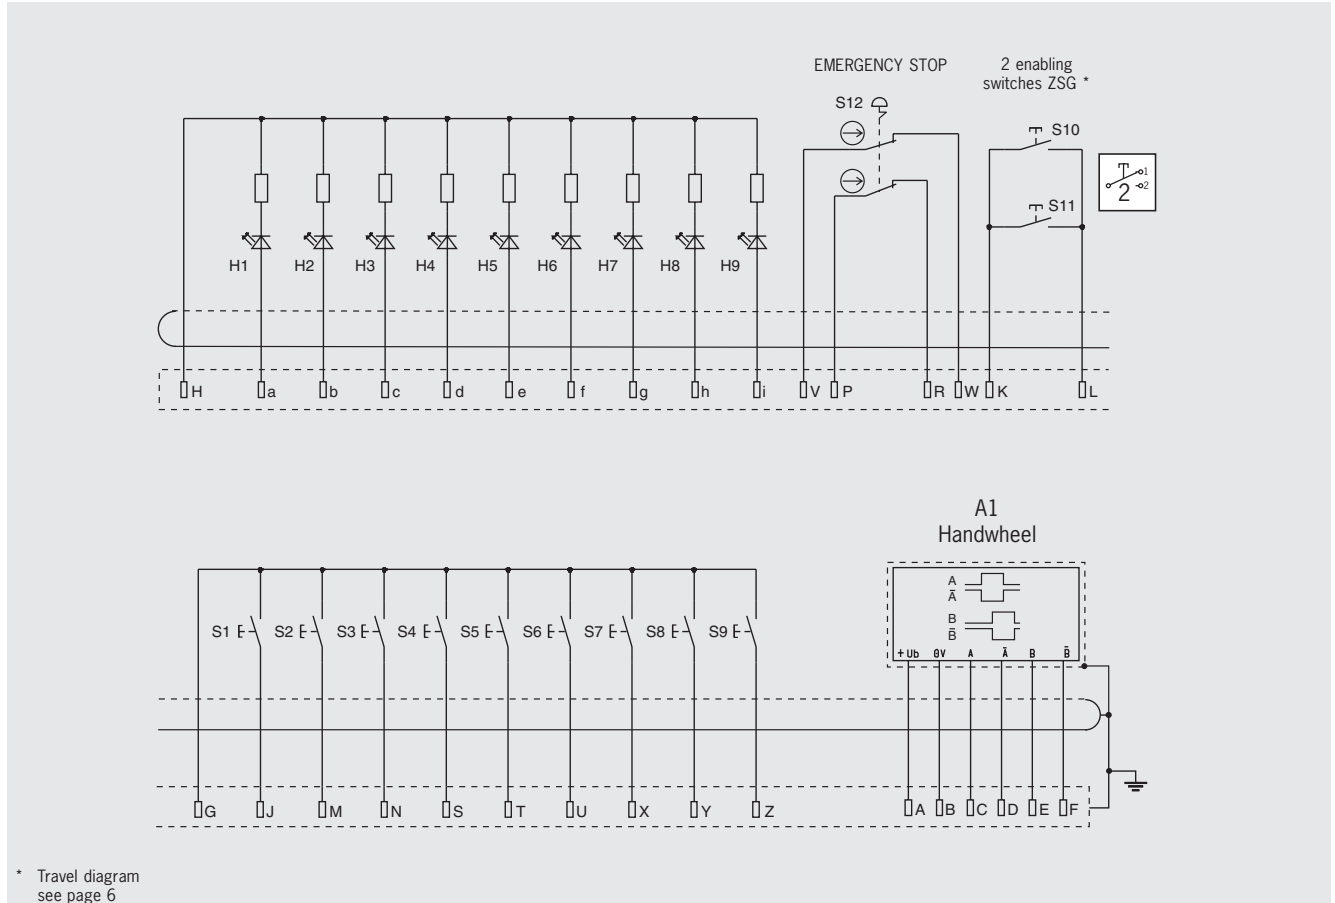 EMERGENCY STOP
2 enabling
switches ZSG *
S12
S10
1
2
2
S11
H1 H2 H3 H4 H5 H6 H7 H8 H9
H a b c d e f g h i V P R W K L
A1
Handwheel
A
Ā
B
B̄
S1 S2 S3 S4 S5 S6 S7 S8 S9
+Ub 0V A Ā B B̄
G J M N S T U X Y Z A B C D E F
* Travel diagram
see page 6